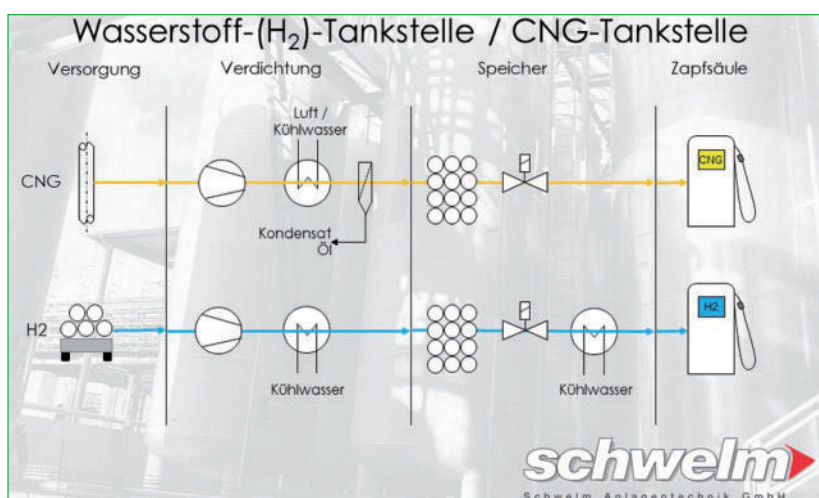 Wasserstoff-(H₂)-Tankstelle / CNG-Tankstelle
Versorgung Verdichtung Speicher Zapfsäule
Luft /
Kühlwasser
CNG
CNG
Kondensat
Öl
H2
H2
Kühlwasser
Kühlwasser
schwelm
Schwelm Anlagentechnik GmbH